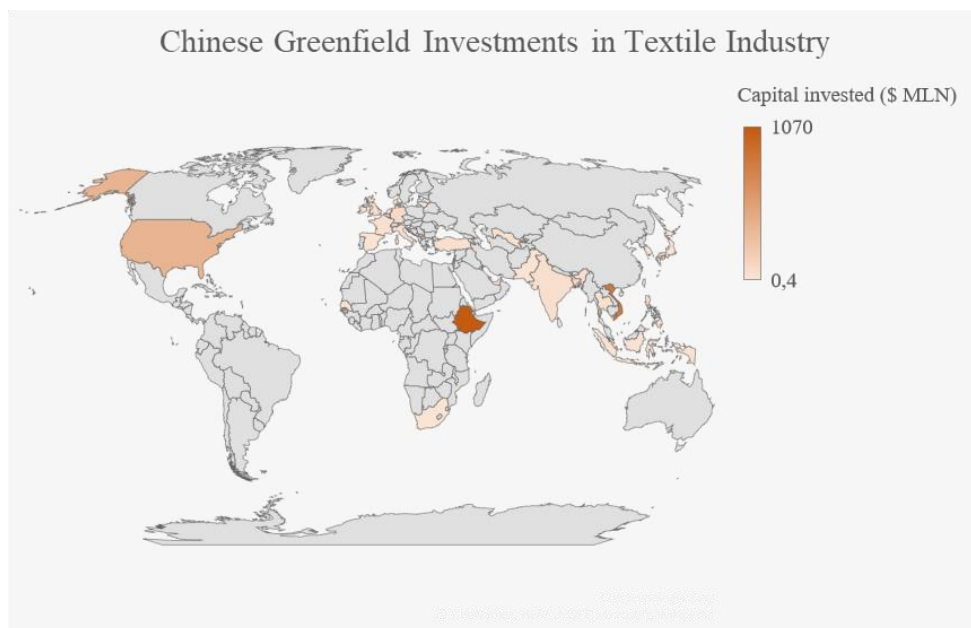 Chinese Greenfield Investments in Textile Industry
Capital invested ($ MLN)
1070
0,4